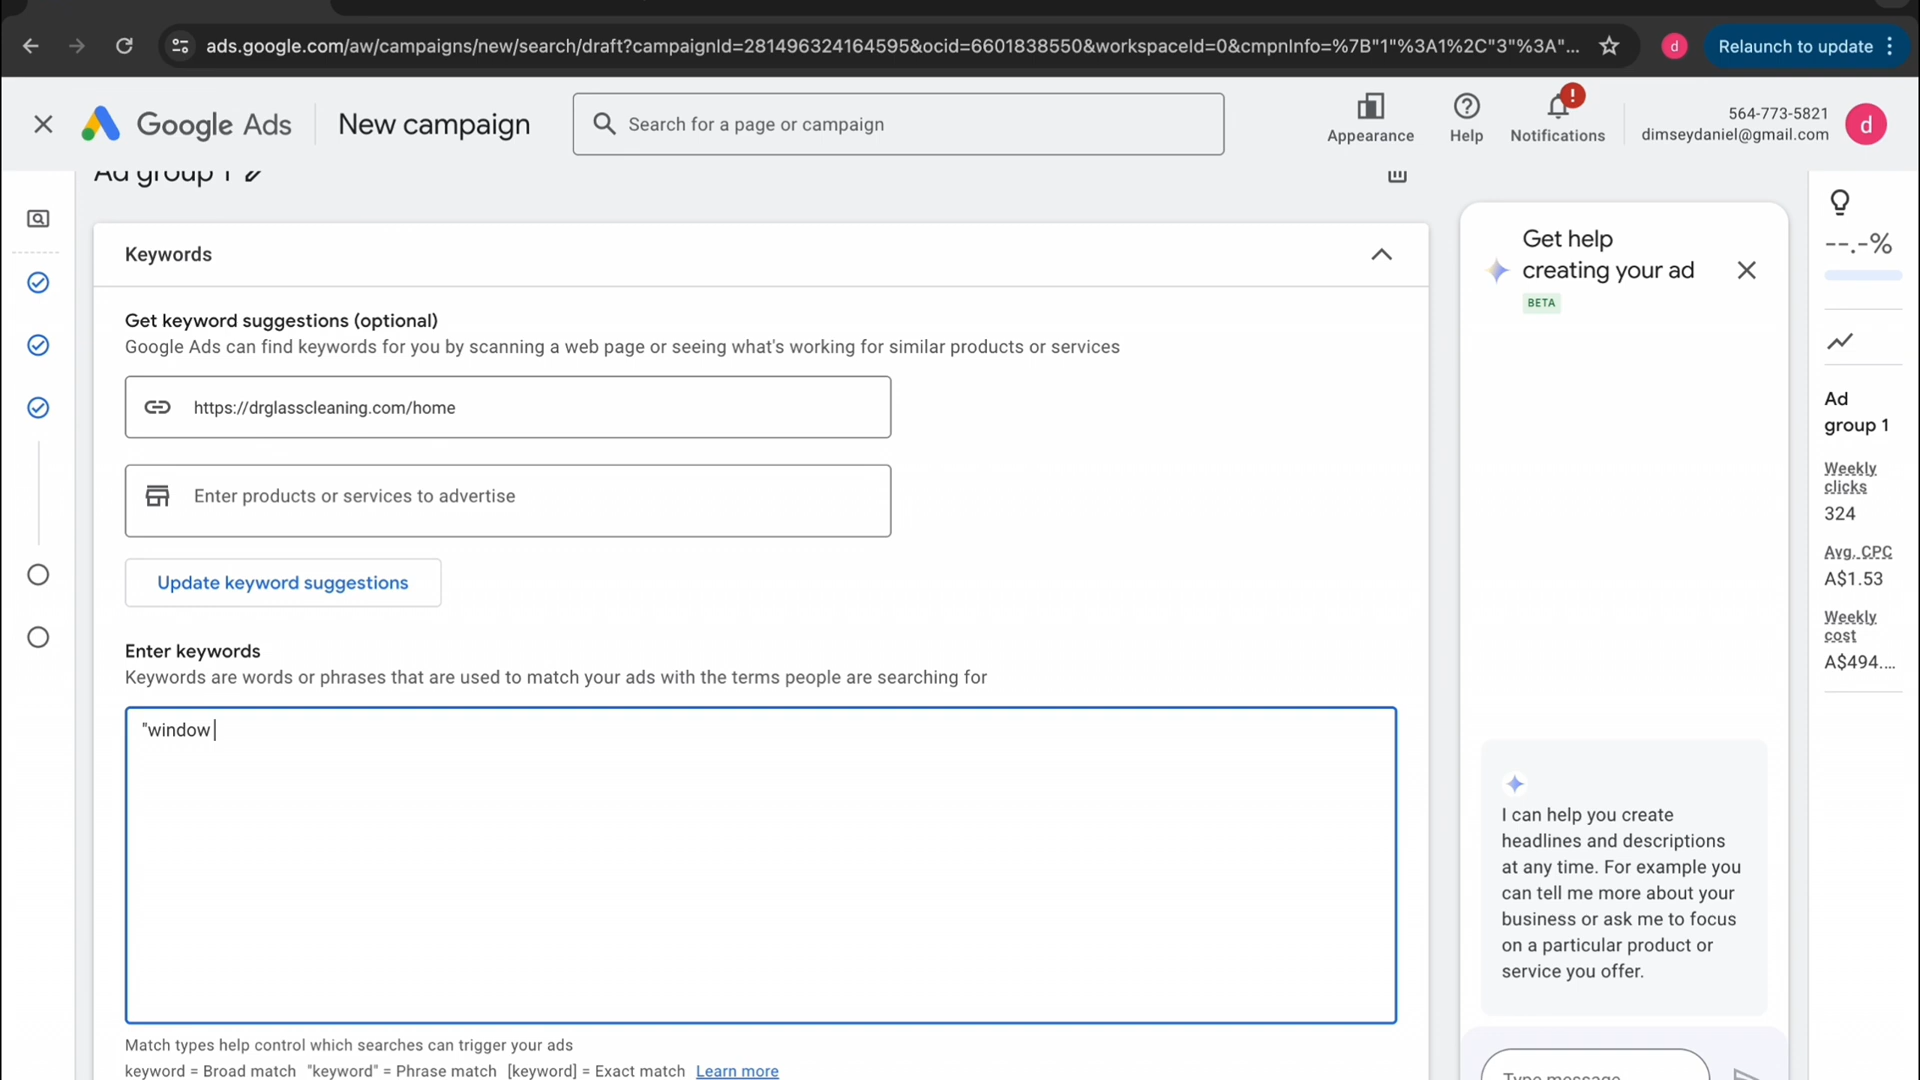 ads.google.com/aw/campaigns/new/search/draft?campaignId=281496324164595&ocid=6601838550&workspaceId=0&cmpnInfo=%7B"1"%3A1%2C"3"%3A"...
d
Relaunch to update
Google Ads
New campaign
Search for a page or campaign
Appearance
Help
!
Notifications
564-773-5821
dimseydaniel@gmail.com
d
Ad group 1
Keywords
Get keyword suggestions (optional)
Google Ads can find keywords for you by scanning a web page or seeing what's working for similar products or services
https://drglasscleaning.com/home
Enter products or services to advertise
Update keyword suggestions
Enter keywords
Keywords are words or phrases that are used to match your ads with the terms people are searching for
"window
Match types help control which searches can trigger your ads
keyword = Broad match "keyword" = Phrase match [keyword] = Exact match Learn more
Get help
creating your ad
BETA
I can help you create
headlines and descriptions
at any time. For example you
can tell me more about your
business or ask me to focus
on a particular product or
service you offer.
Type message
--.-%
Ad
group 1
Weekly
clicks
324
Avg. CPC
A$1.53
Weekly
cost
A$494....